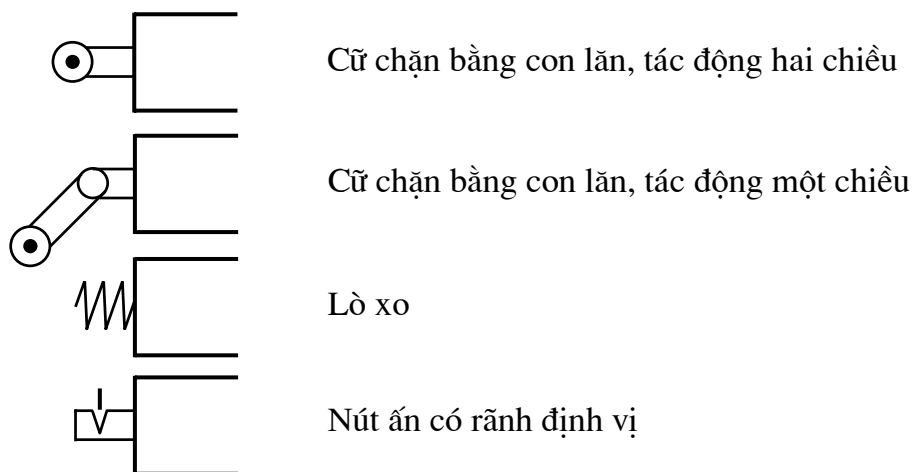 Cữ chặn bằng con lăn, tác động hai chiều
Cữ chặn bằng con lăn, tác động một chiều
Lò xo
Nút ấn có rãnh định vị